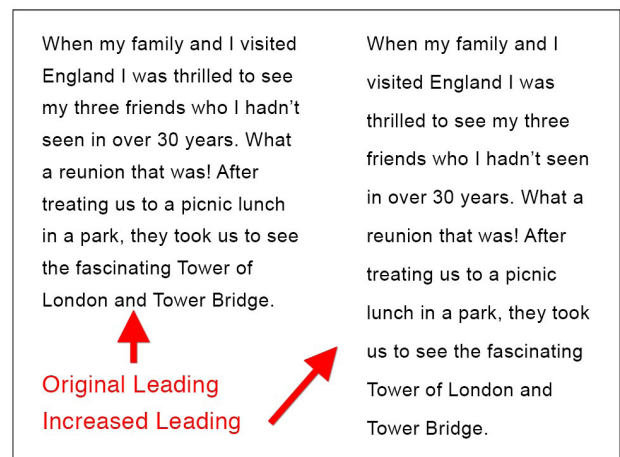 When my family and I visited
England I was thrilled to see
my three friends who I hadn’t
seen in over 30 years. What
a reunion that was! After
treating us to a picnic lunch
in a park, they took us to see
the fascinating Tower of
London and Tower Bridge.
Original Leading
Increased Leading
When my family and I
visited England I was
thrilled to see my three
friends who I hadn’t seen
in over 30 years. What a
reunion that was! After
treating us to a picnic
lunch in a park, they took
us to see the fascinating
Tower of London and
Tower Bridge.